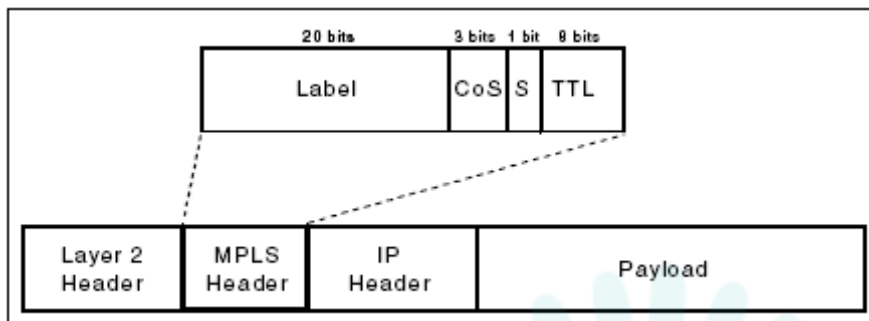 20 bits 3 bits 1 bit 8 bits
Label CoS S TTL
Layer 2 Header
MPLS Header
IP Header
Payload